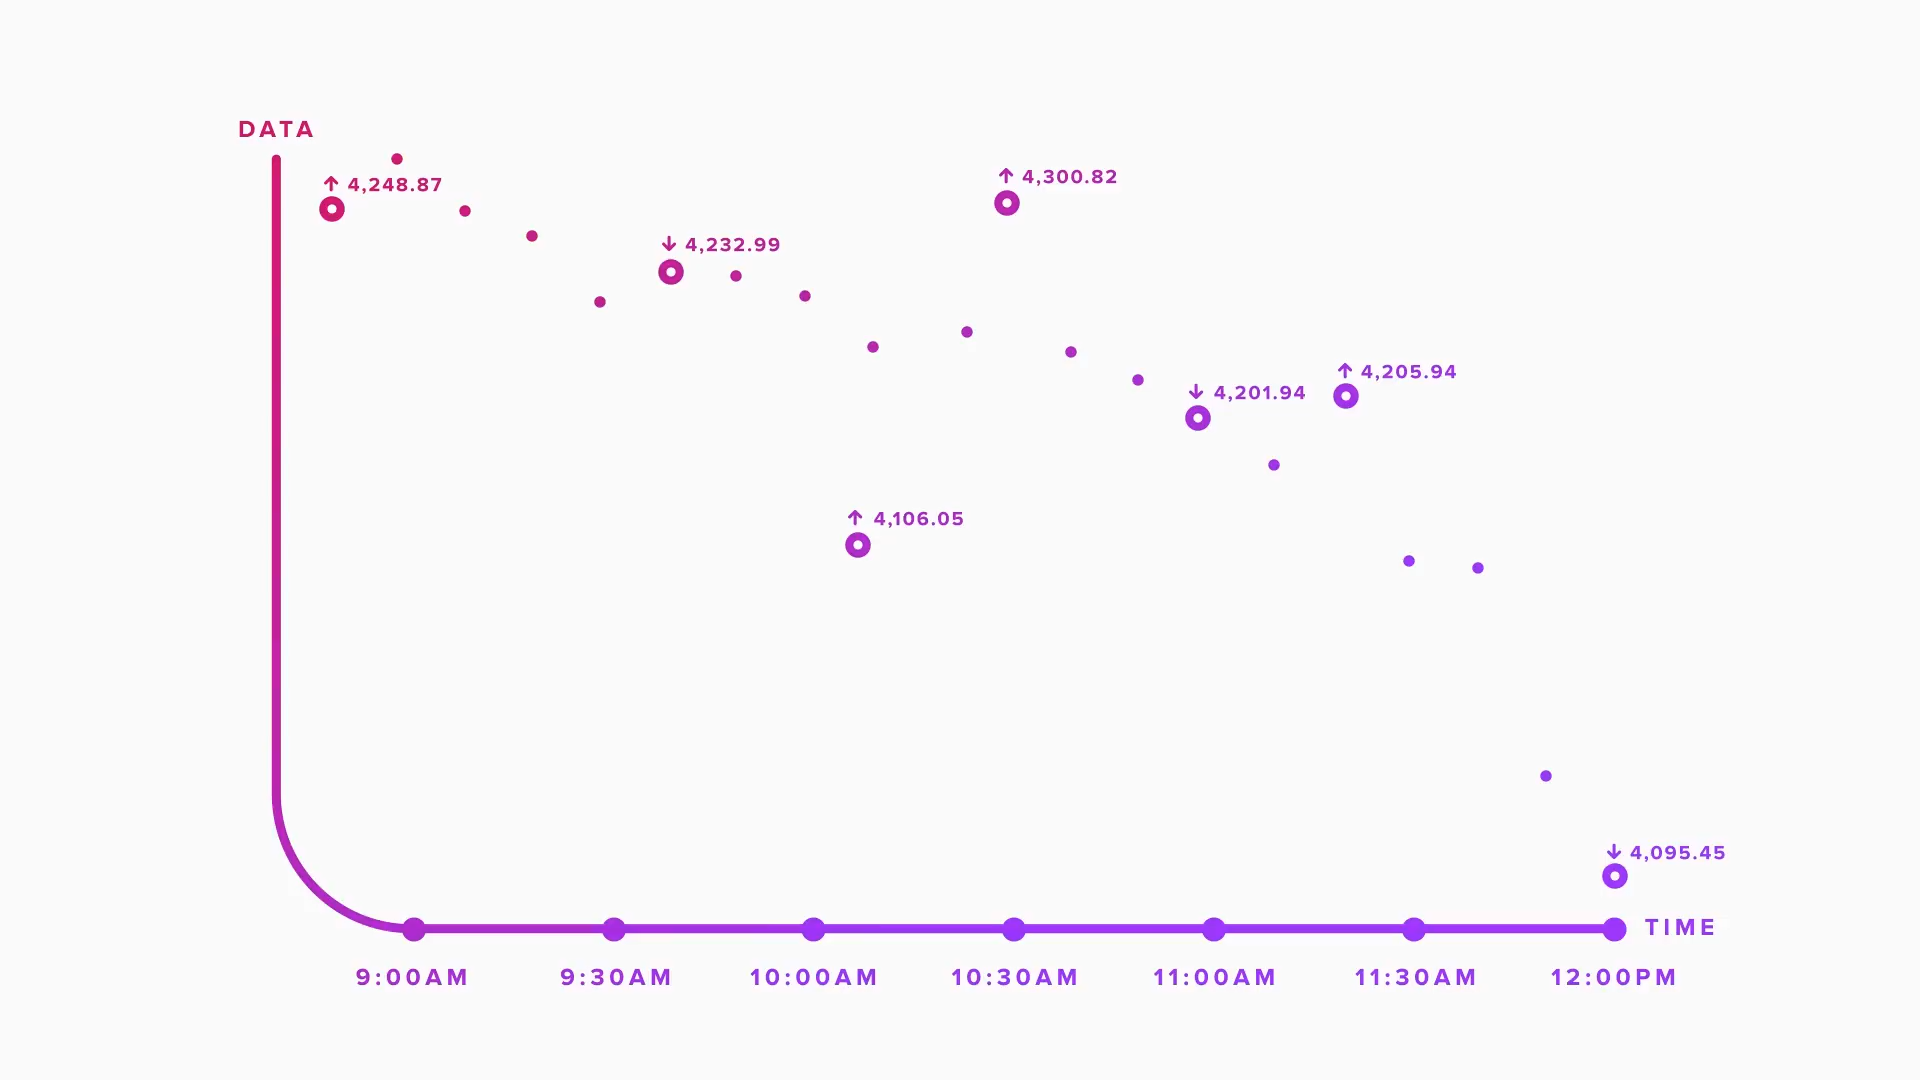 DATA
↑ 4,248.87
↑ 4,300.82
↓ 4,232.99
↑ 4,205.94
↓ 4,201.94
↑ 4,106.05
↓ 4,095.45
TIME
9:00AM 9:30AM 10:00AM 10:30AM 11:00AM 11:30AM 12:00PM